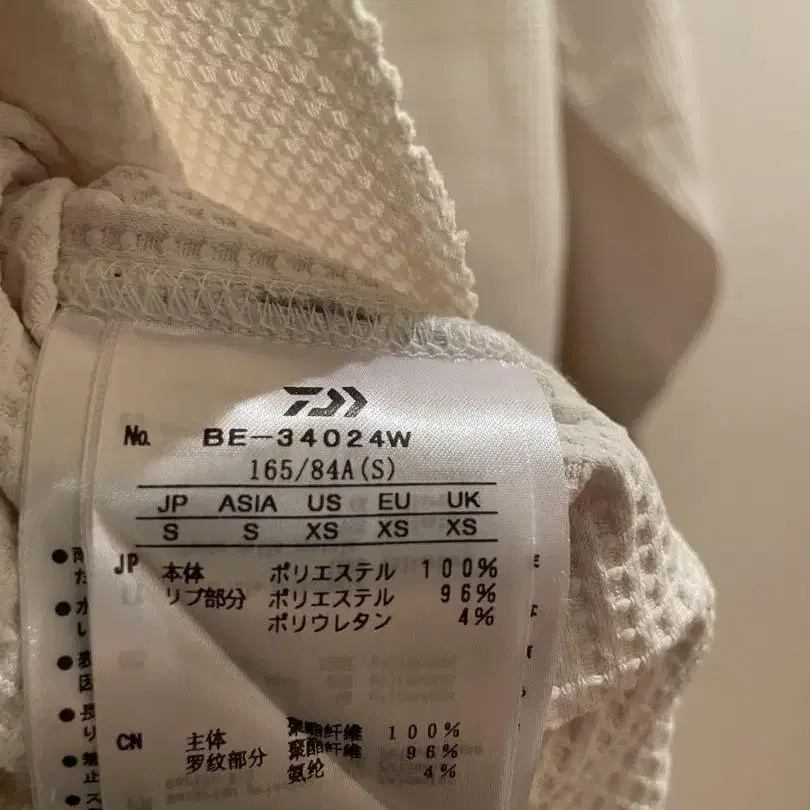 No. BE-34024W
165/84A(S)
JP ASIA US EU UK
S S XS XS XS
JP 本体 ポリエステル 100%
リブ部分 ポリエステル 96%
ポリウレタン 4%
CN 主体 聚酯纤维 100%
罗纹部分 聚酯纤维 96%
氨纶 4%